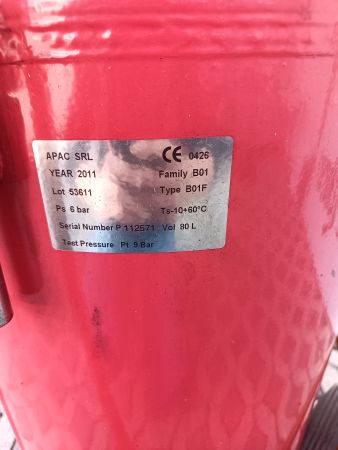 APAC SRL CE 0426
YEAR 2011 Family B01
Lot 53611 Type B01F
Ps 6 bar Ts-10+60°C
Serial Number P 112571 Vol 80 L
Test Pressure Pt 9 Bar